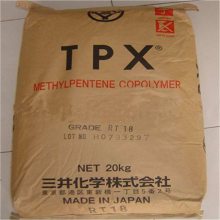 TPX®
METHYLPENTENE COPOLYMER
GRADE RT18
LOT NO
NET 20kg
三井化学株式会社
MADE IN JAPAN
RT18